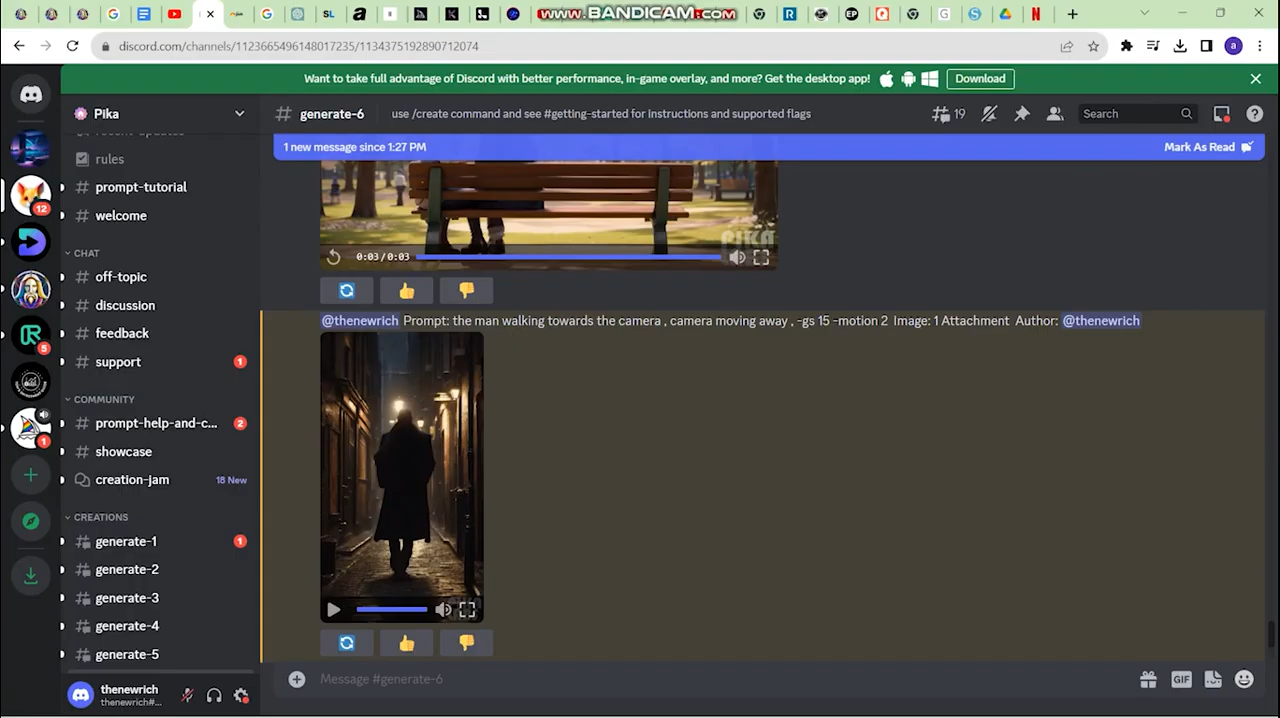 www.BANDICAM.com
discord.com/channels/1123665496148017235/1134375192890712074
Want to take full advantage of Discord with better performance, in-game overlay, and more? Get the desktop app!
Download
Pika
generate-6
use /create command and see #getting-started for instructions and supported flags
19
Search
1 new message since 1:27 PM
Mark As Read
recent-updates
rules
prompt-tutorial
welcome
CHAT
off-topic
discussion
feedback
support
1
COMMUNITY
prompt-help-and-c...
2
showcase
creation-jam
18 New
CREATIONS
generate-1
1
generate-2
generate-3
generate-4
generate-5
12
5
1
PIKA
0:03/0:03
@thenewrich Prompt: the man walking towards the camera , camera moving away , -gs 15 -motion 2 Image: 1 Attachment Author: @thenewrich
thenewrich
thenewrich#...
Message #generate-6
GIF